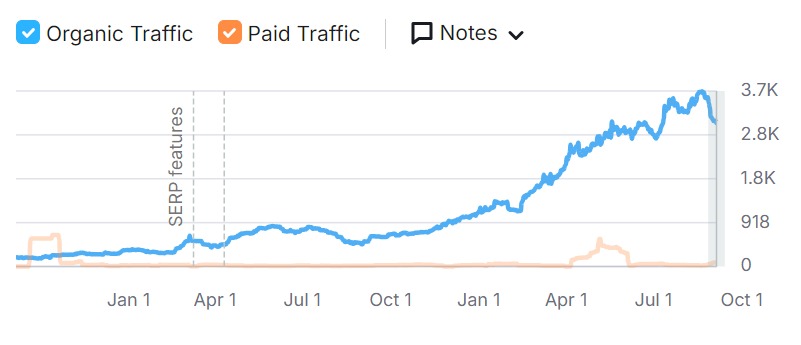 Organic Traffic Paid Traffic Notes
3.7K
SERP features
2.8K
1.8K
918
0
Jan 1 Apr 1 Jul 1 Oct 1 Jan 1 Apr 1 Jul 1 Oct 1